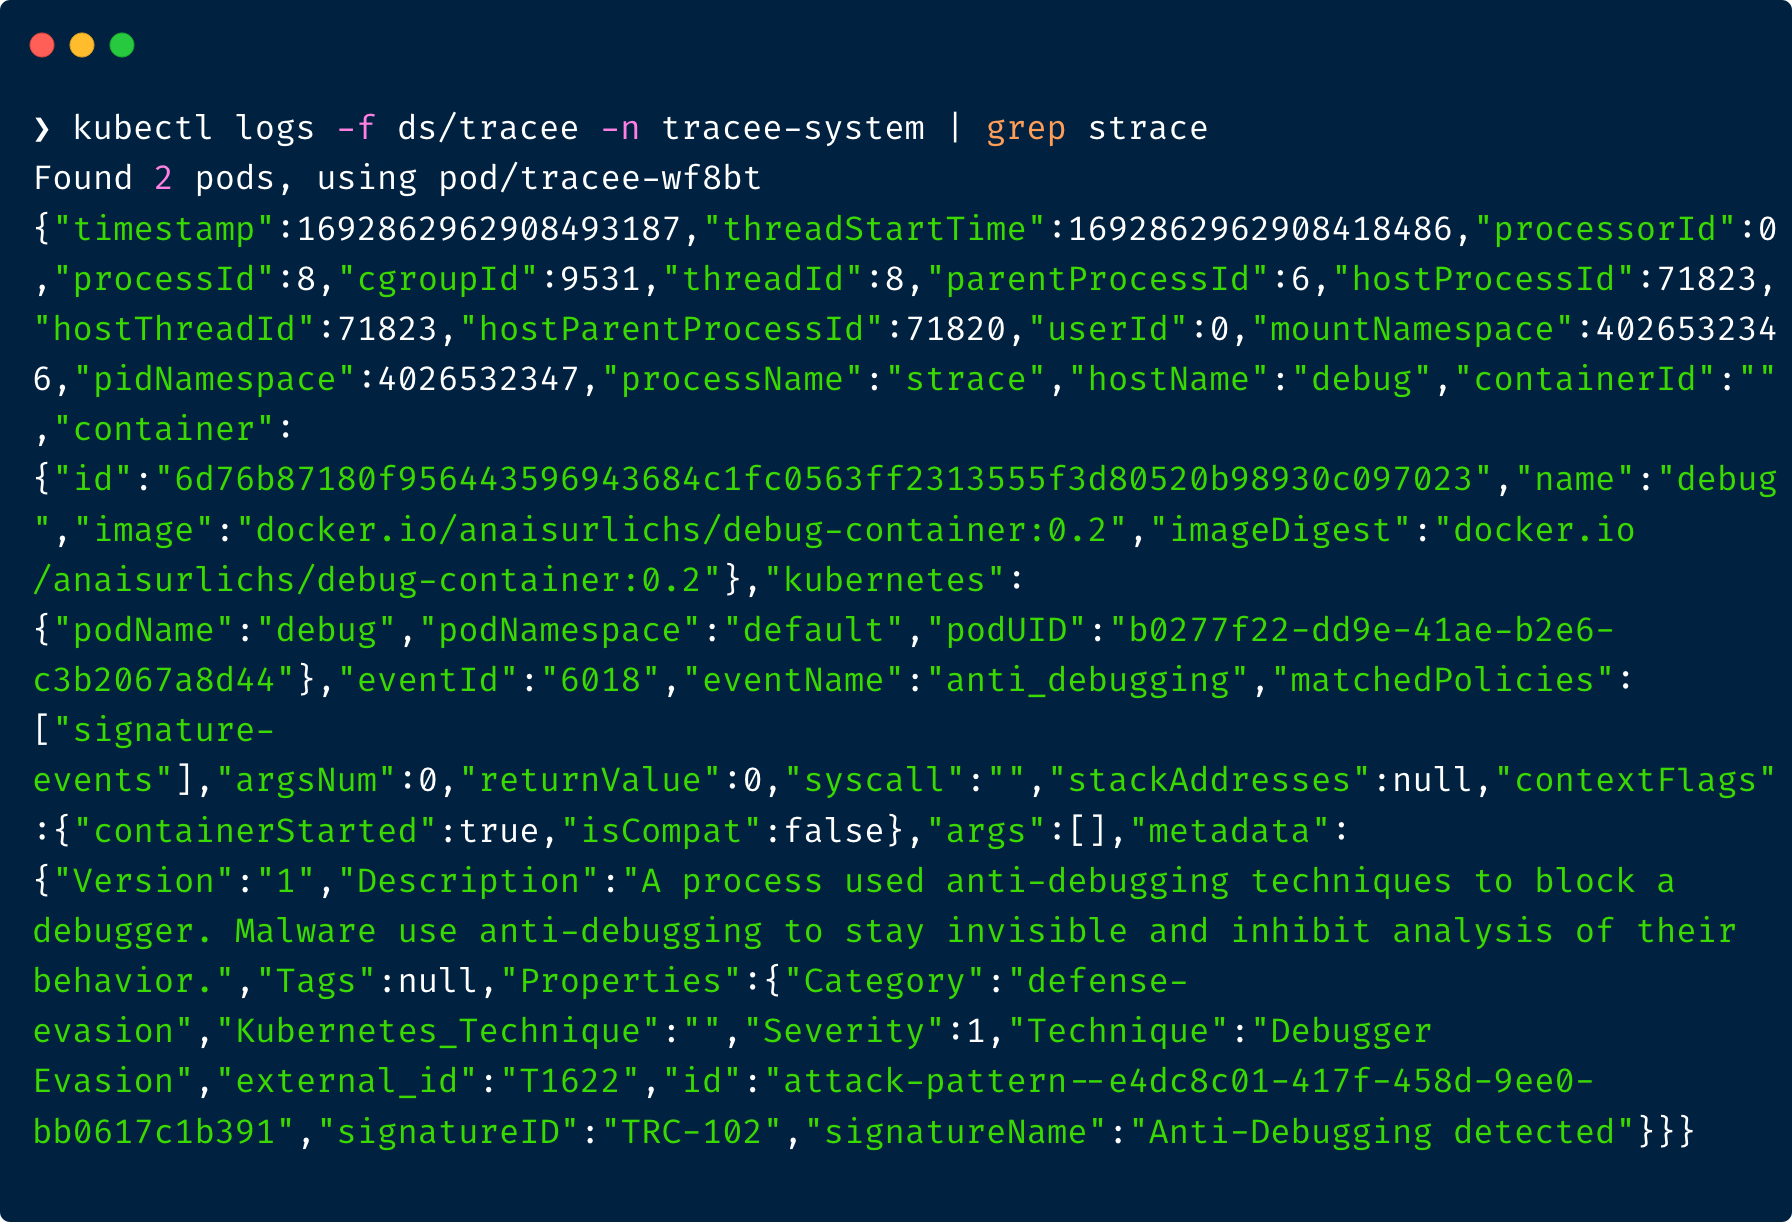 ❯ kubectl logs -f ds/tracee -n tracee-system | grep strace
Found 2 pods, using pod/tracee-wf8bt
{"timestamp":1692862962908493187,"threadStartTime":1692862962908418486,"processorId":0
,"processId":8,"cgroupId":9531,"threadId":8,"parentProcessId":6,"hostProcessId":71823,
"hostThreadId":71823,"hostParentProcessId":71820,"userId":0,"mountNamespace":402653234
6,"pidNamespace":4026532347,"processName":"strace","hostName":"debug","containerId":""
,"container":
{"id":"6d76b87180f956443596943684c1fc0563ff2313555f3d80520b98930c097023","name":"debug
","image":"docker.io/anaisurlichs/debug-container:0.2","imageDigest":"docker.io
/anaisurlichs/debug-container:0.2"},"kubernetes":
{"podName":"debug","podNamespace":"default","podUID":"b0277f22-dd9e-41ae-b2e6-
c3b2067a8d44"},"eventId":"6018","eventName":"anti_debugging","matchedPolicies":
["signature-
events"],"argsNum":0,"returnValue":0,"syscall":"","stackAddresses":null,"contextFlags"
:{"containerStarted":true,"isCompat":false},"args":[],"metadata":
{"Version":"1","Description":"A process used anti-debugging techniques to block a
debugger. Malware use anti-debugging to stay invisible and inhibit analysis of their
behavior.","Tags":null,"Properties":{"Category":"defense-
evasion","Kubernetes_Technique":"","Severity":1,"Technique":"Debugger
Evasion","external_id":"T1622","id":"attack-pattern--e4dc8c01-417f-458d-9ee0-
bb0617c1b391","signatureID":"TRC-102","signatureName":"Anti-Debugging detected"}}}